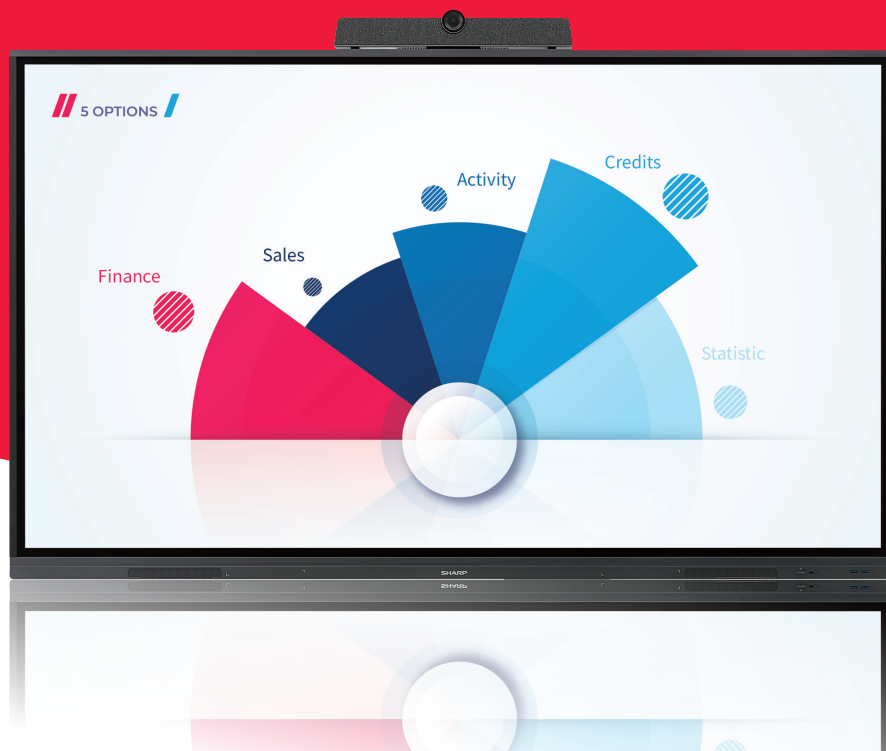 5 OPTIONS
Credits
Activity
Sales
Finance
Statistic
SHARP